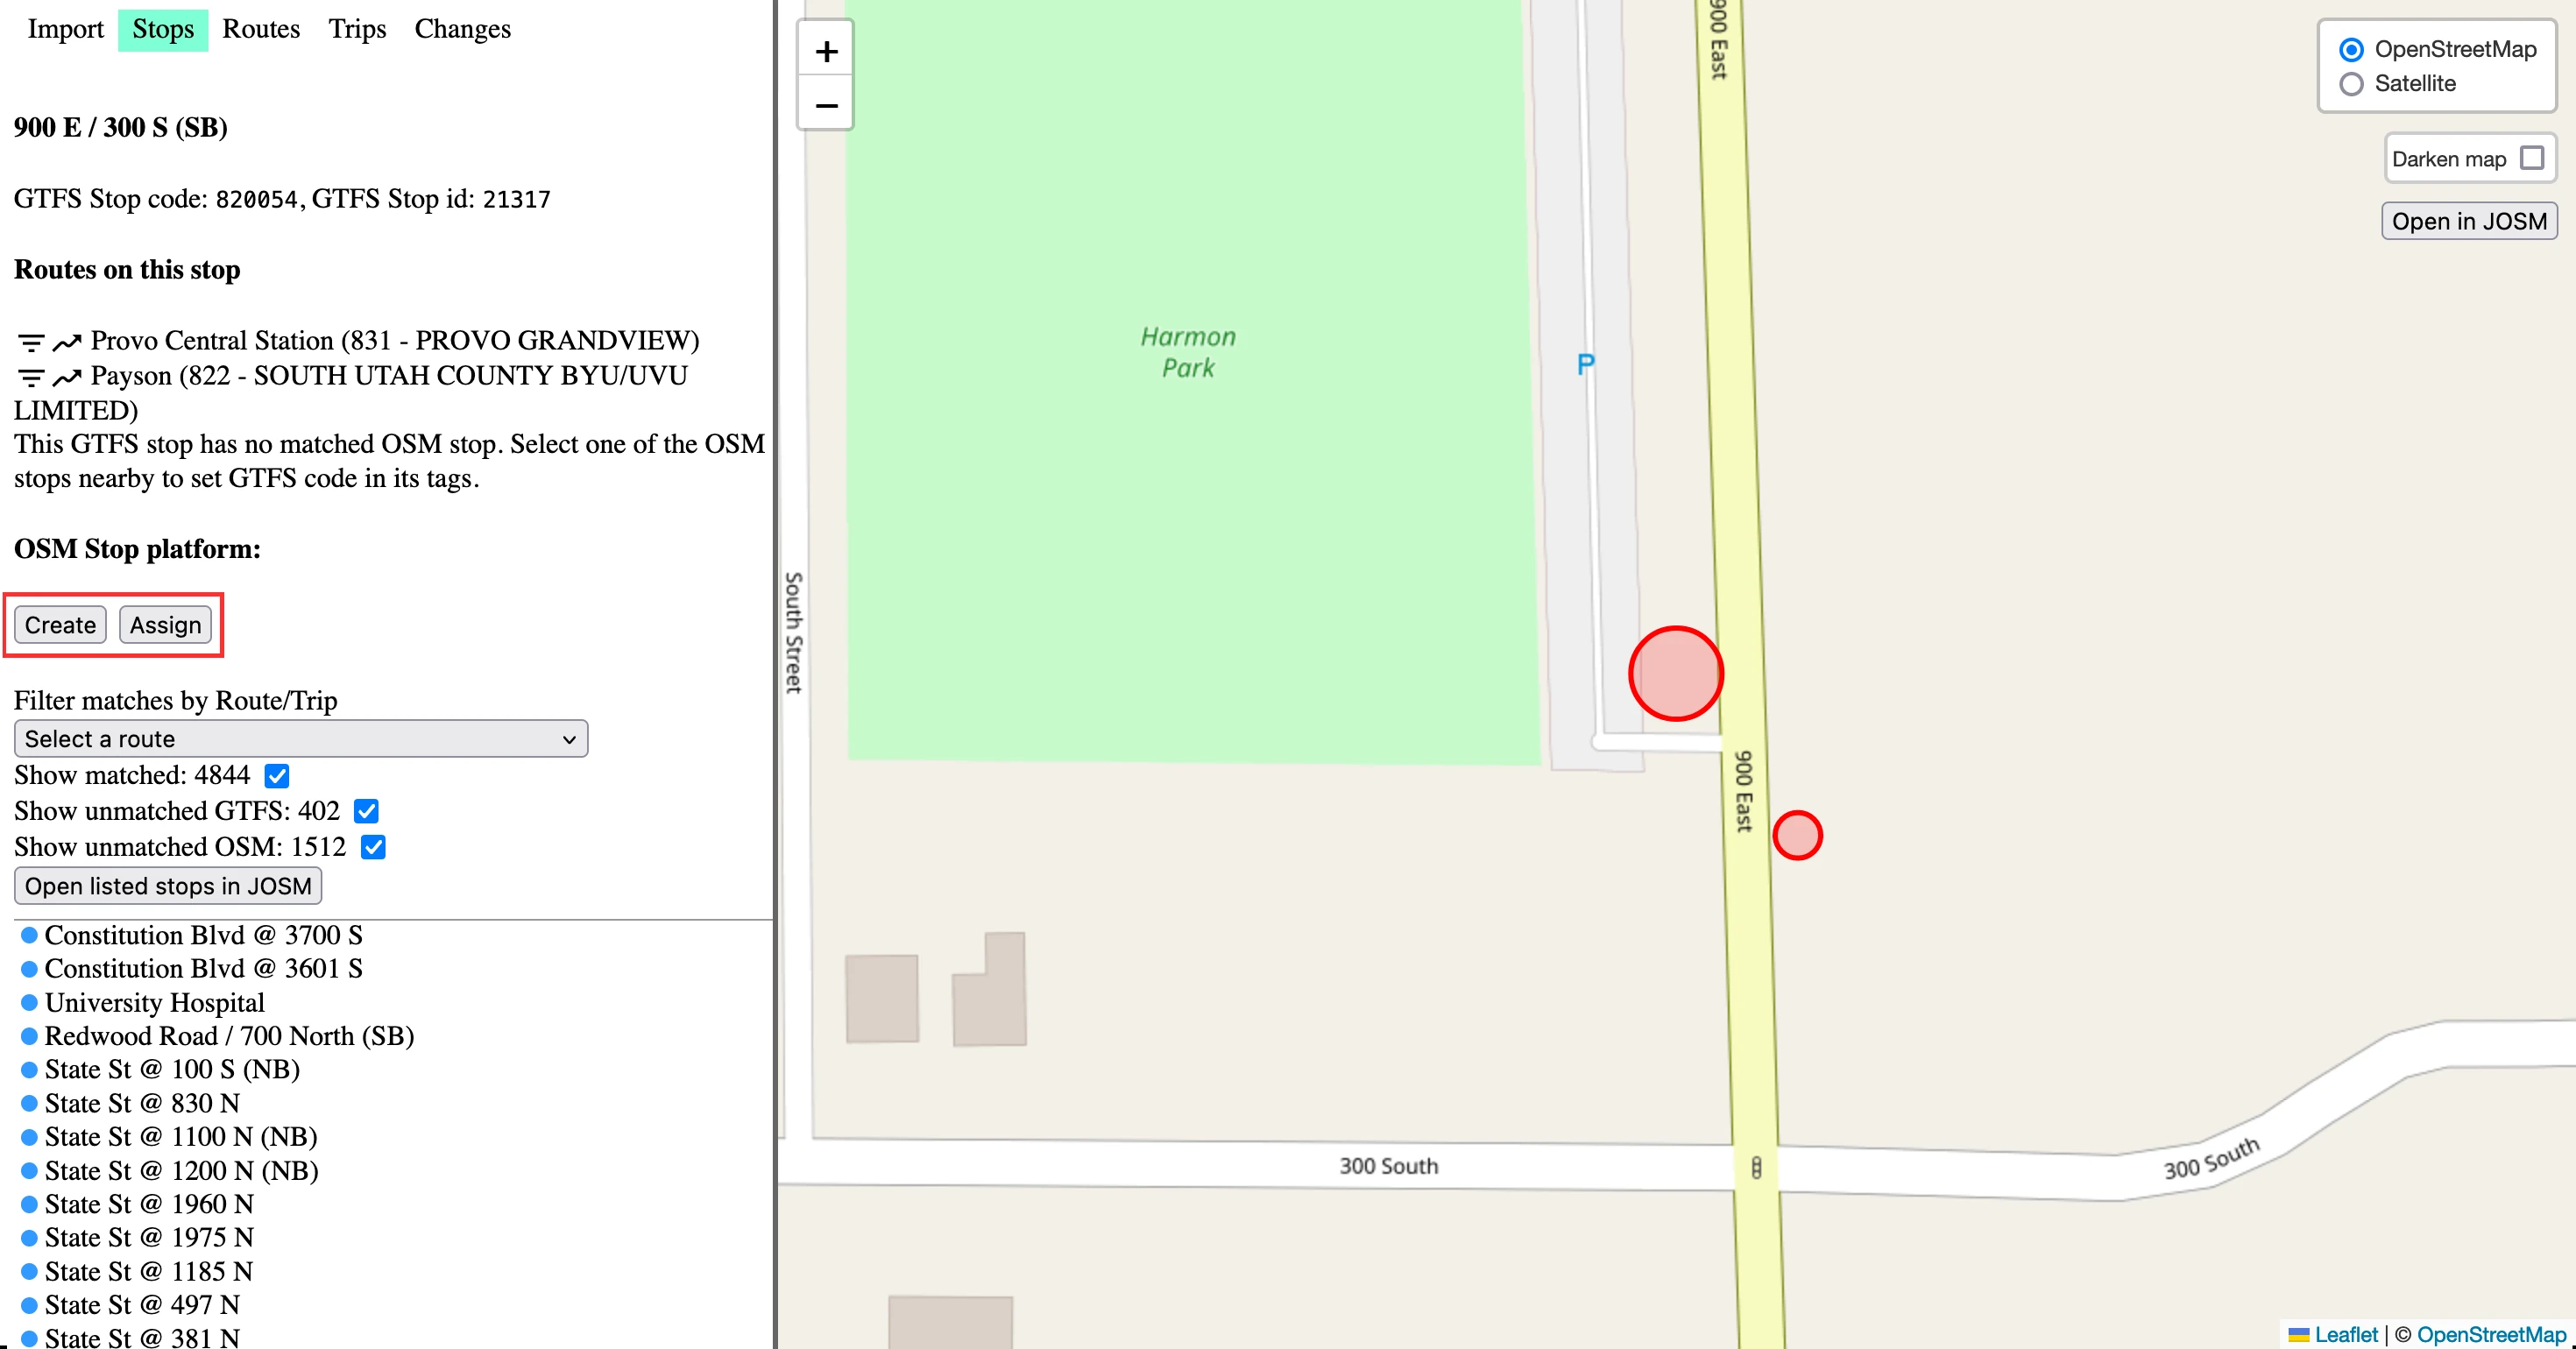 Import Stops Routes Trips Changes
900 E / 300 S (SB)
GTFS Stop code: 820054, GTFS Stop id: 21317
Routes on this stop
Provo Central Station (831 - PROVO GRANDVIEW)
Payson (822 - SOUTH UTAH COUNTY BYU/UVU
LIMITED)
This GTFS stop has no matched OSM stop. Select one of the OSM
stops nearby to set GTFS code in its tags.
OSM Stop platform:
Create Assign
Filter matches by Route/Trip
Select a route
Show matched: 4844
Show unmatched GTFS: 402
Show unmatched OSM: 1512
Open listed stops in JOSM
Constitution Blvd @ 3700 S
Constitution Blvd @ 3601 S
University Hospital
Redwood Road / 700 North (SB)
State St @ 100 S (NB)
State St @ 830 N
State St @ 1100 N (NB)
State St @ 1200 N (NB)
State St @ 1960 N
State St @ 1975 N
State St @ 1185 N
State St @ 497 N
State St @ 381 N
+
−
900 East
OpenStreetMap
Satellite
Darken map
Open in JOSM
Harmon
Park
P
South Street
900 East
300 South
300 South
Leaflet | © OpenStreetMap